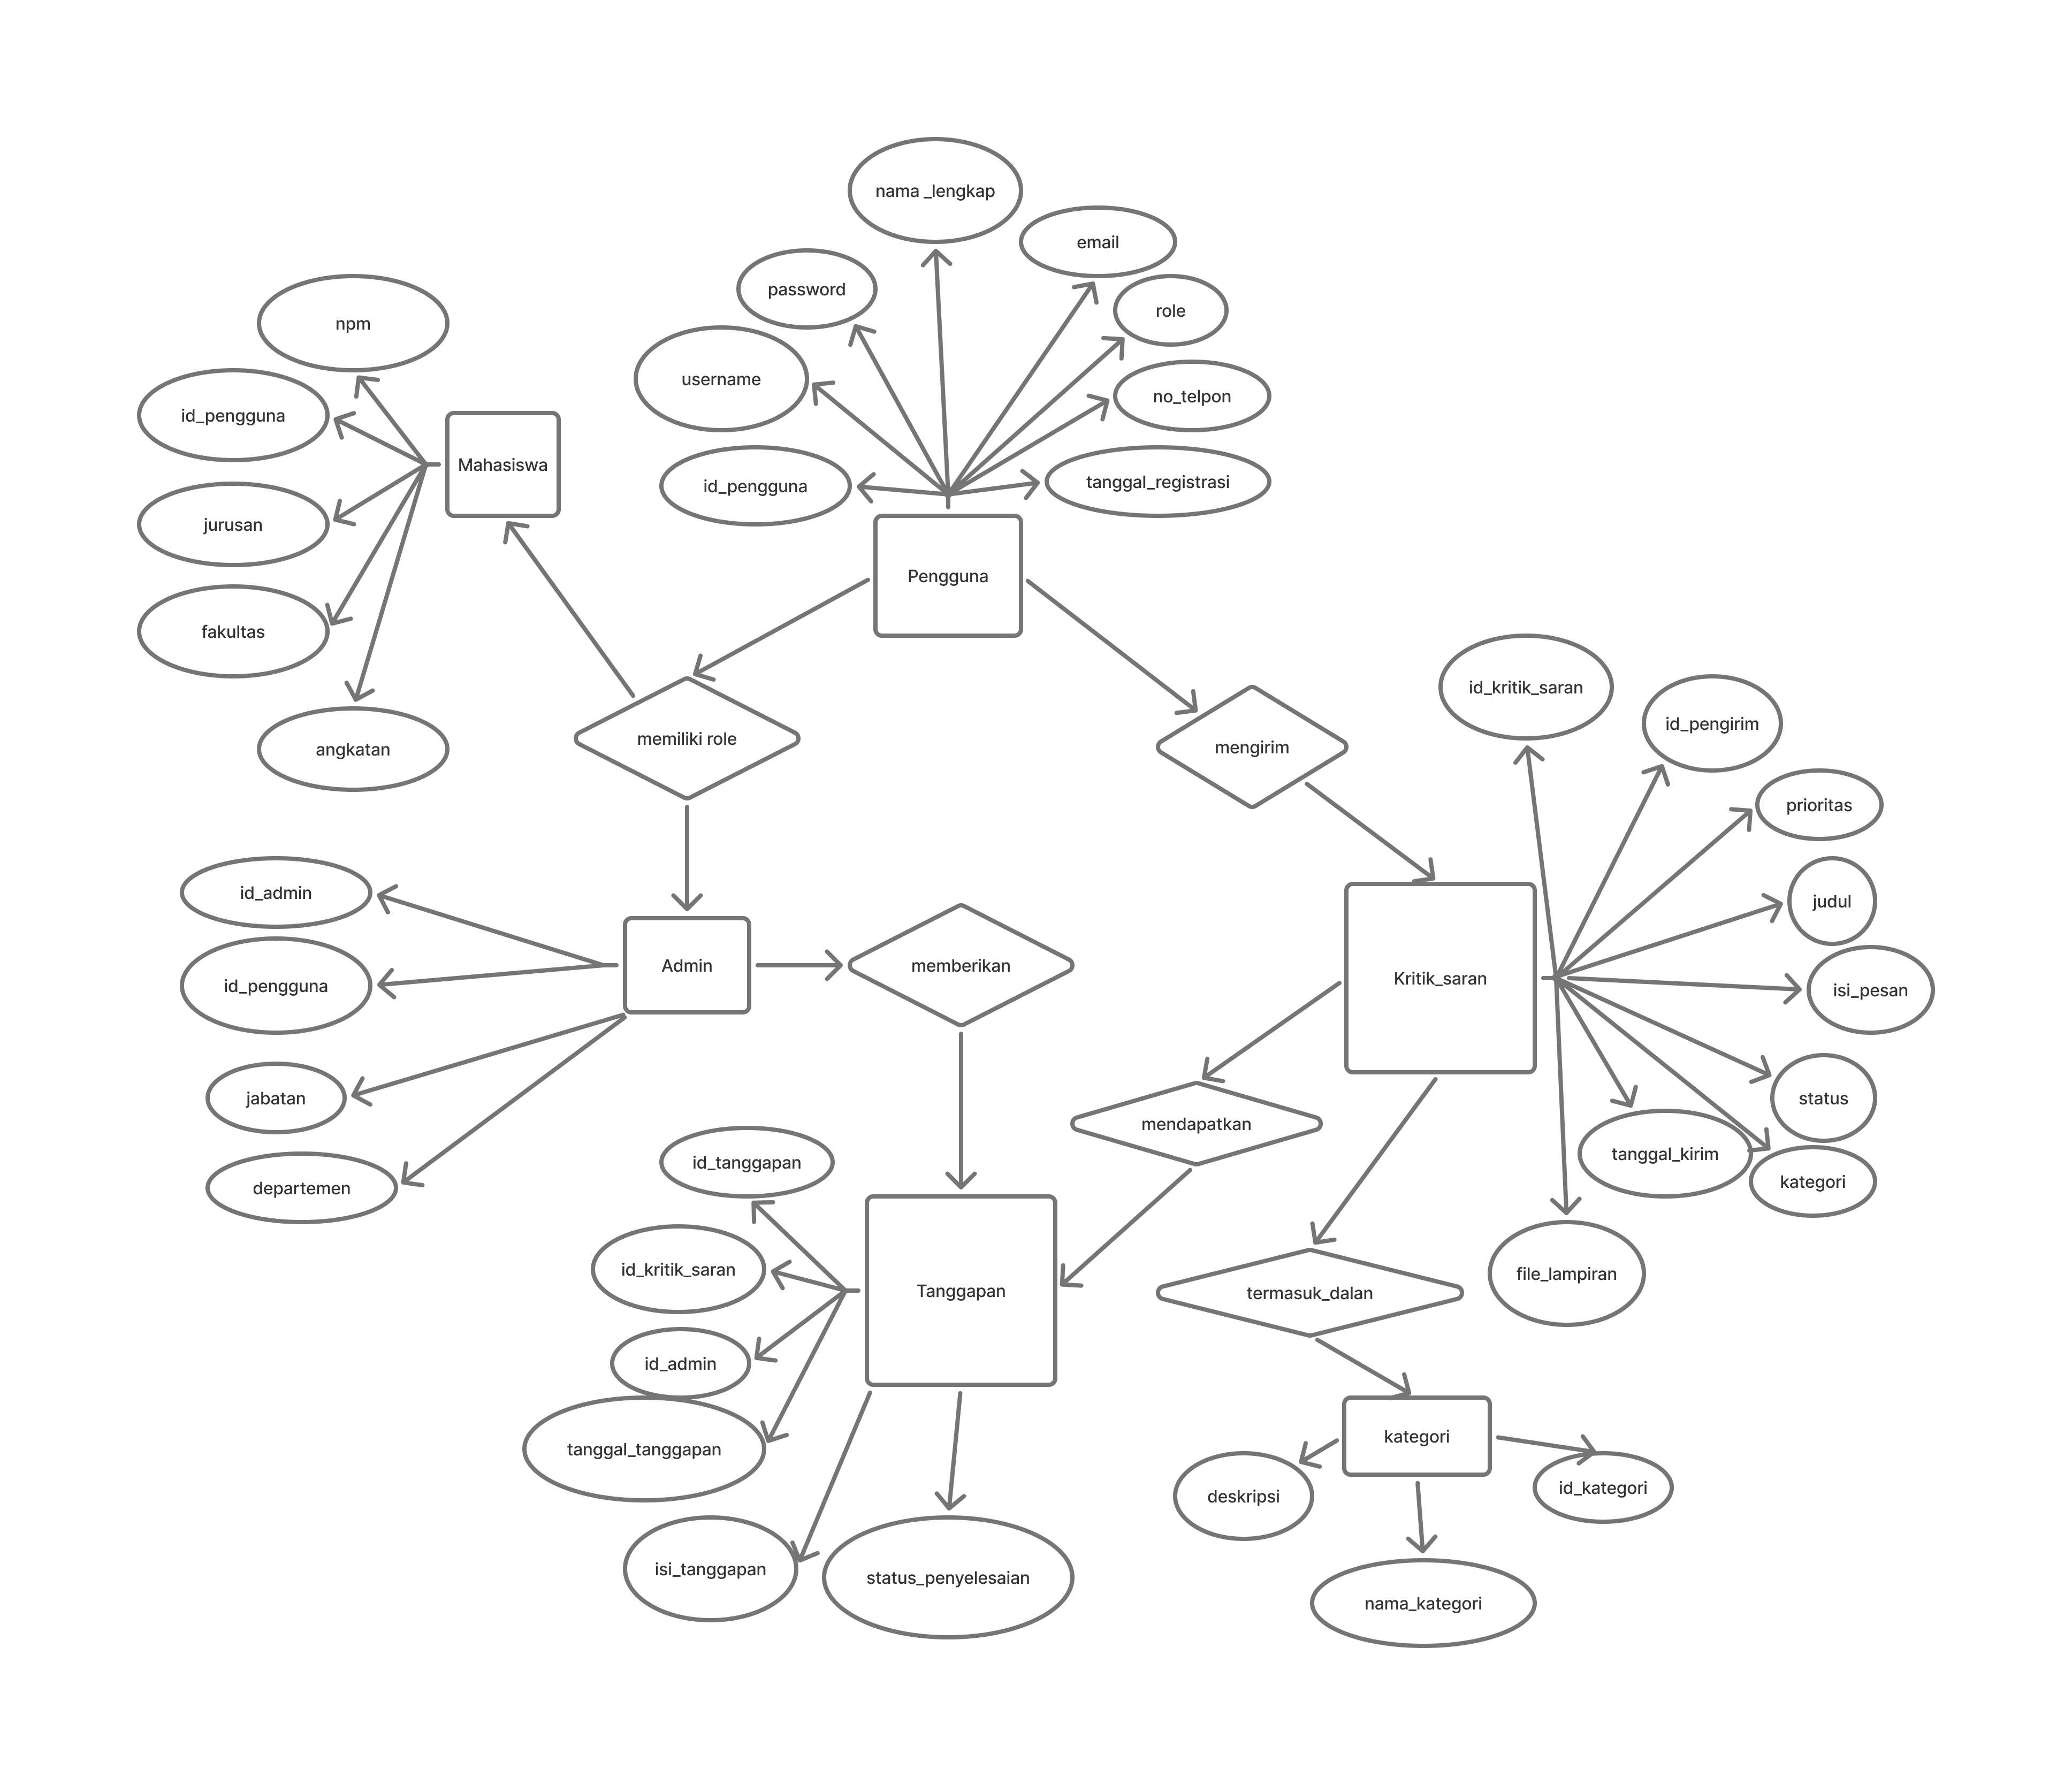 nama _lengkap
email
password
role
npm
username
no_telpon
id_pengguna
Mahasiswa
id_pengguna
tanggal_registrasi
jurusan
Pengguna
fakultas
id_kritik_saran
id_pengirim
memiliki role
mengirim
angkatan
prioritas
id_admin
judul
Admin
memberikan
Kritik_saran
id_pengguna
isi_pesan
jabatan
status
mendapatkan
tanggal_kirim
id_tanggapan
kategori
departemen
id_kritik_saran
file_lampiran
Tanggapan
termasuk_dalan
id_admin
kategori
tanggal_tanggapan
id_kategori
deskripsi
isi_tanggapan
status_penyelesaian
nama_kategori